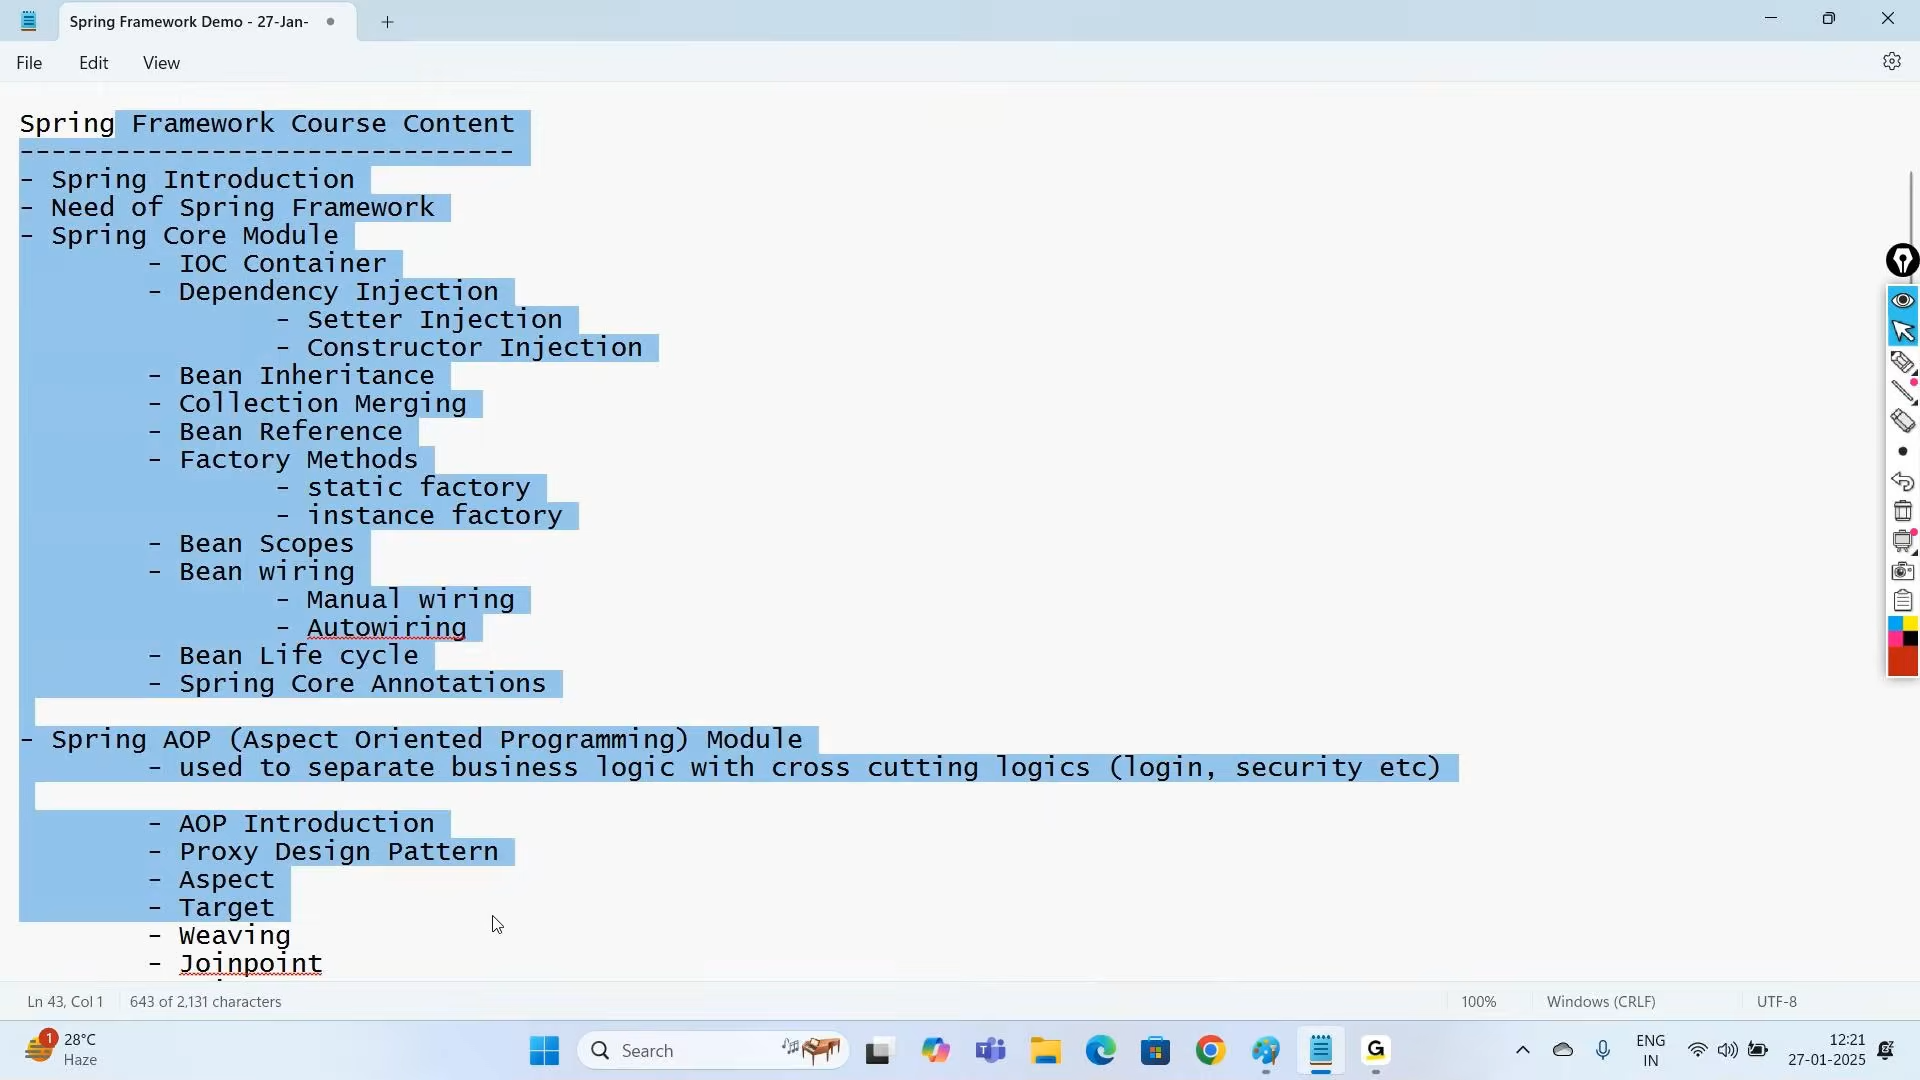 Spring Framework Demo - 27-Jan-
File Edit View
Spring Framework Course Content
-------------------------------
- Spring Introduction
- Need of Spring Framework
- Spring Core Module
- IOC Container
- Dependency Injection
- Setter Injection
- Constructor Injection
- Bean Inheritance
- Collection Merging
- Bean Reference
- Factory Methods
- static factory
- instance factory
- Bean Scopes
- Bean wiring
- Manual wiring
- Autowiring
- Bean Life cycle
- Spring Core Annotations
- Spring AOP (Aspect Oriented Programming) Module
- used to separate business logic with cross cutting logics (login, security etc)
- AOP Introduction
- Proxy Design Pattern
- Aspect
- Target
- Weaving
- Joinpoint
Ln 43, Col 1 643 of 2,131 characters 100% Windows (CRLF) UTF-8
1 28°C Haze
Search
ENG IN
12:21
27-01-2025